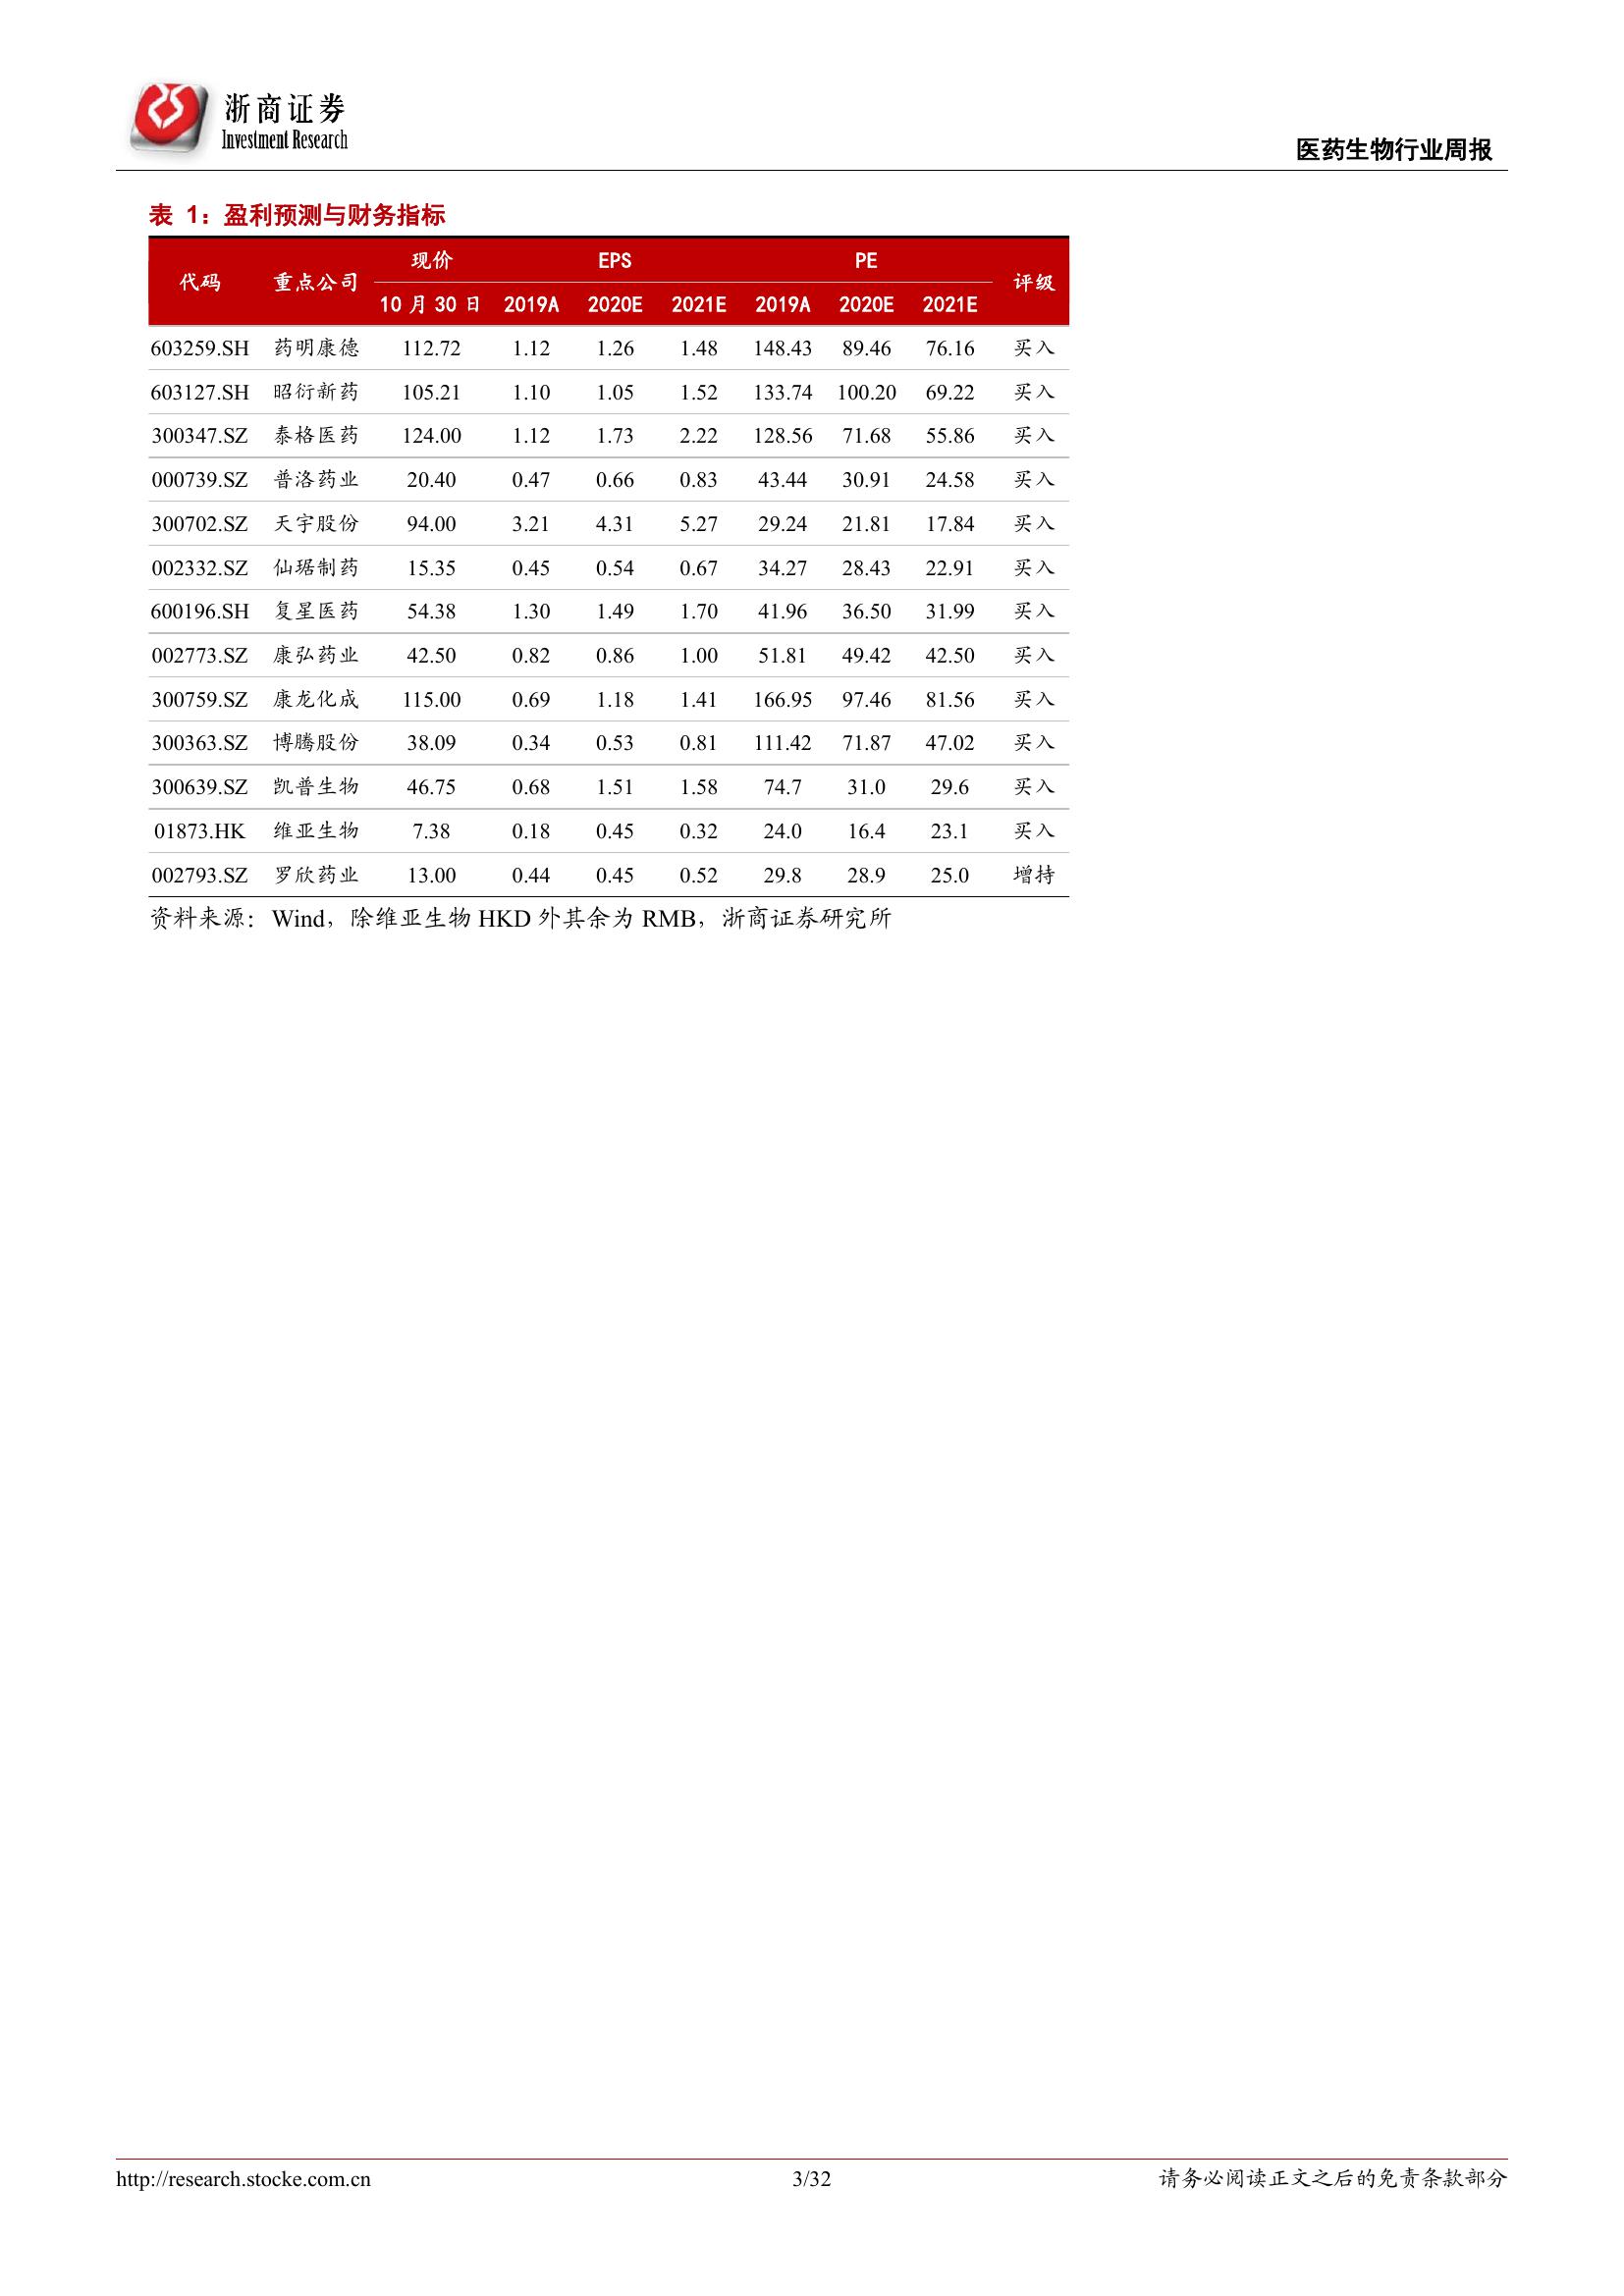 浙商证券
Investment Research
医药生物行业周报
表 1：盈利预测与财务指标
代码 重点公司 现价 EPS PE 评级
10 月 30 日 2019A 2020E 2021E 2019A 2020E 2021E
603259.SH 药明康德 112.72 1.12 1.26 1.48 148.43 89.46 76.16 买入
603127.SH 昭衍新药 105.21 1.10 1.05 1.52 133.74 100.20 69.22 买入
300347.SZ 泰格医药 124.00 1.12 1.73 2.22 128.56 71.68 55.86 买入
000739.SZ 普洛药业 20.40 0.47 0.66 0.83 43.44 30.91 24.58 买入
300702.SZ 天宇股份 94.00 3.21 4.31 5.27 29.24 21.81 17.84 买入
002332.SZ 仙琚制药 15.35 0.45 0.54 0.67 34.27 28.43 22.91 买入
600196.SH 复星医药 54.38 1.30 1.49 1.70 41.96 36.50 31.99 买入
002773.SZ 康弘药业 42.50 0.82 0.86 1.00 51.81 49.42 42.50 买入
300759.SZ 康龙化成 115.00 0.69 1.18 1.41 166.95 97.46 81.56 买入
300363.SZ 博腾股份 38.09 0.34 0.53 0.81 111.42 71.87 47.02 买入
300639.SZ 凯普生物 46.75 0.68 1.51 1.58 74.7 31.0 29.6 买入
01873.HK 维亚生物 7.38 0.18 0.45 0.32 24.0 16.4 23.1 买入
002793.SZ 罗欣药业 13.00 0.44 0.45 0.52 29.8 28.9 25.0 增持
资料来源：Wind，除维亚生物 HKD 外其余为 RMB，浙商证券研究所
http://research.stocke.com.cn 3/32 请务必阅读正文之后的免责条款部分